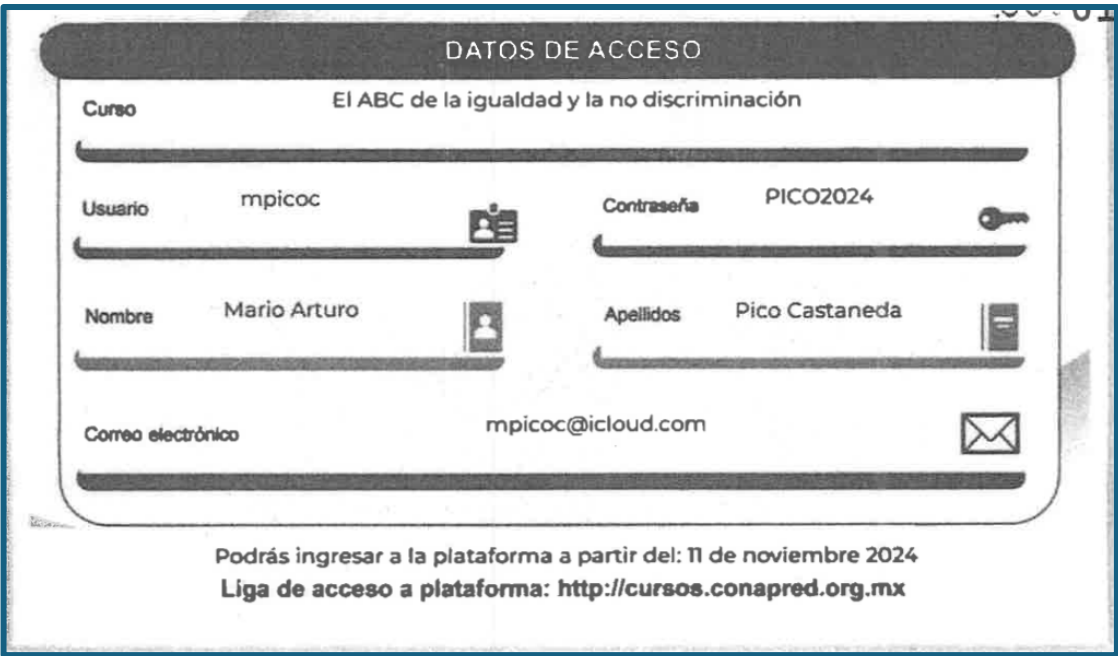 DATOS DE ACCESO
Curso El ABC de la igualdad y la no discriminación
Usuario mpicoc Contraseña PICO2024
Nombre Mario Arturo Apellidos Pico Castaneda
Correo electrónico mpicoc@icloud.com
Podrás ingresar a la plataforma a partir del: 11 de noviembre 2024
Liga de acceso a plataforma: http://cursos.conapred.org.mx